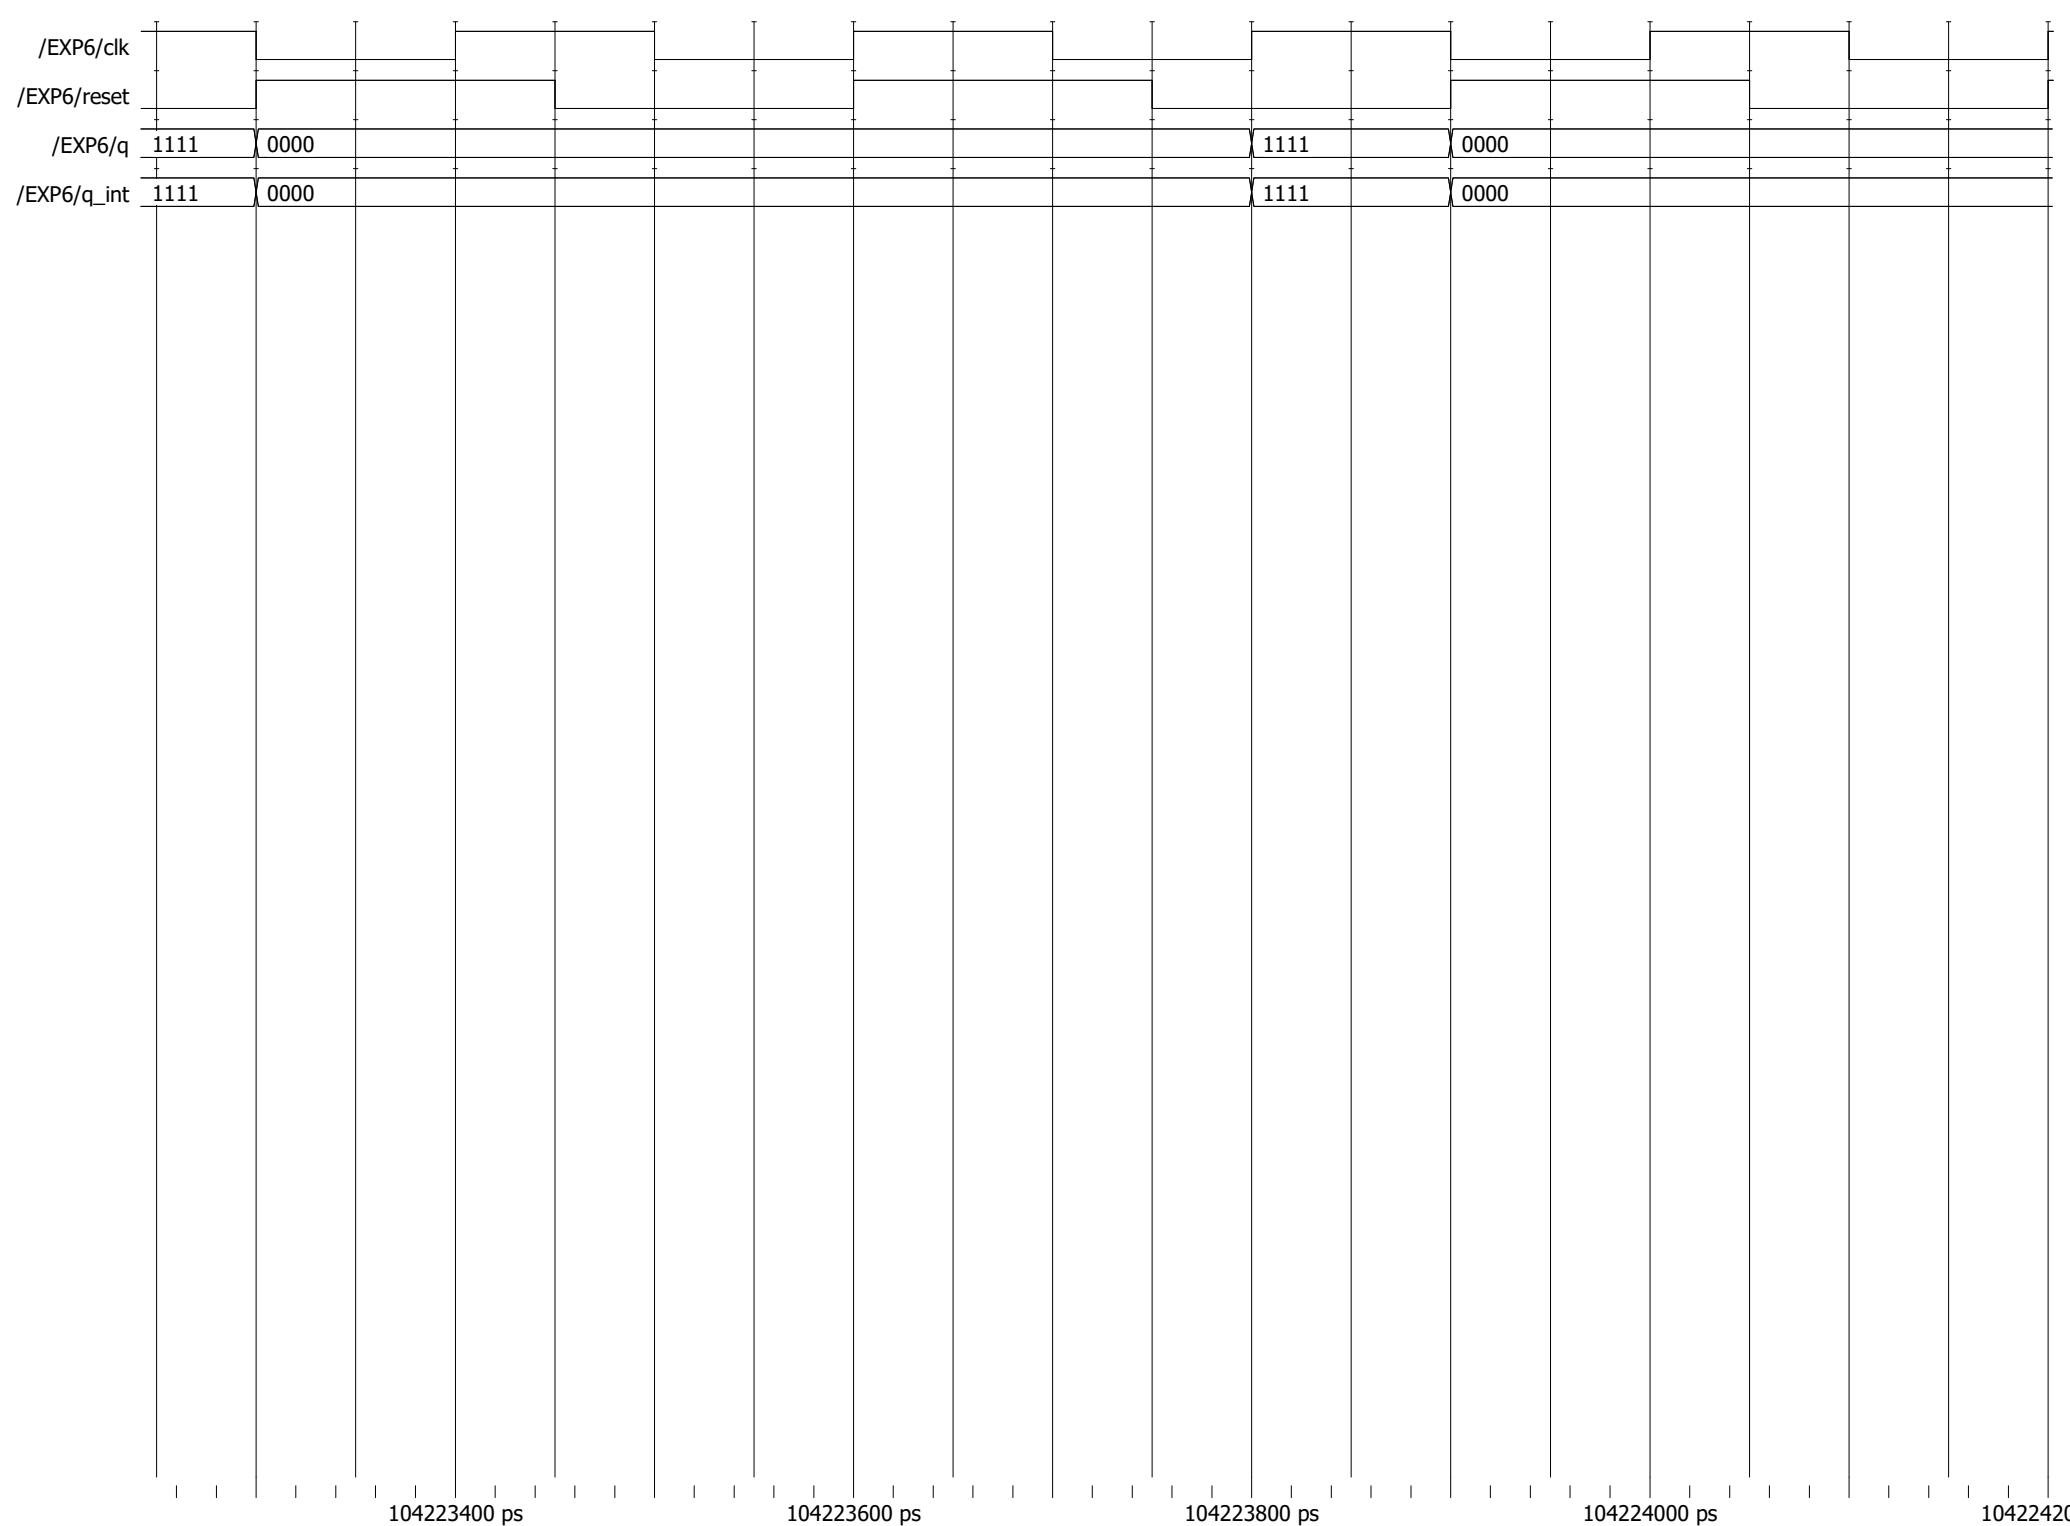 /EXP6/clk
/EXP6/reset
/EXP6/q 1111 0000 1111 0000
/EXP6/q_int 1111 0000 1111 0000
104223400 ps 104223600 ps 104223800 ps 104224000 ps 10422420